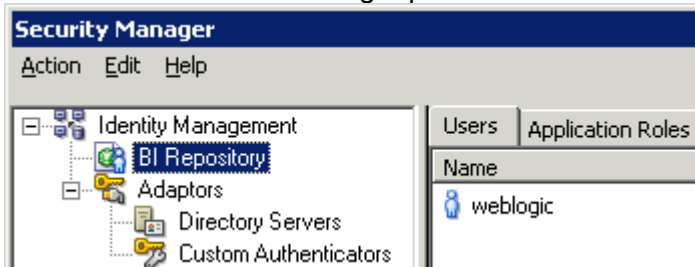 Security Manager
Action Edit Help
Identity Management
BI Repository
Adaptors
Directory Servers
Custom Authenticators
Users Application Roles
Name
weblogic